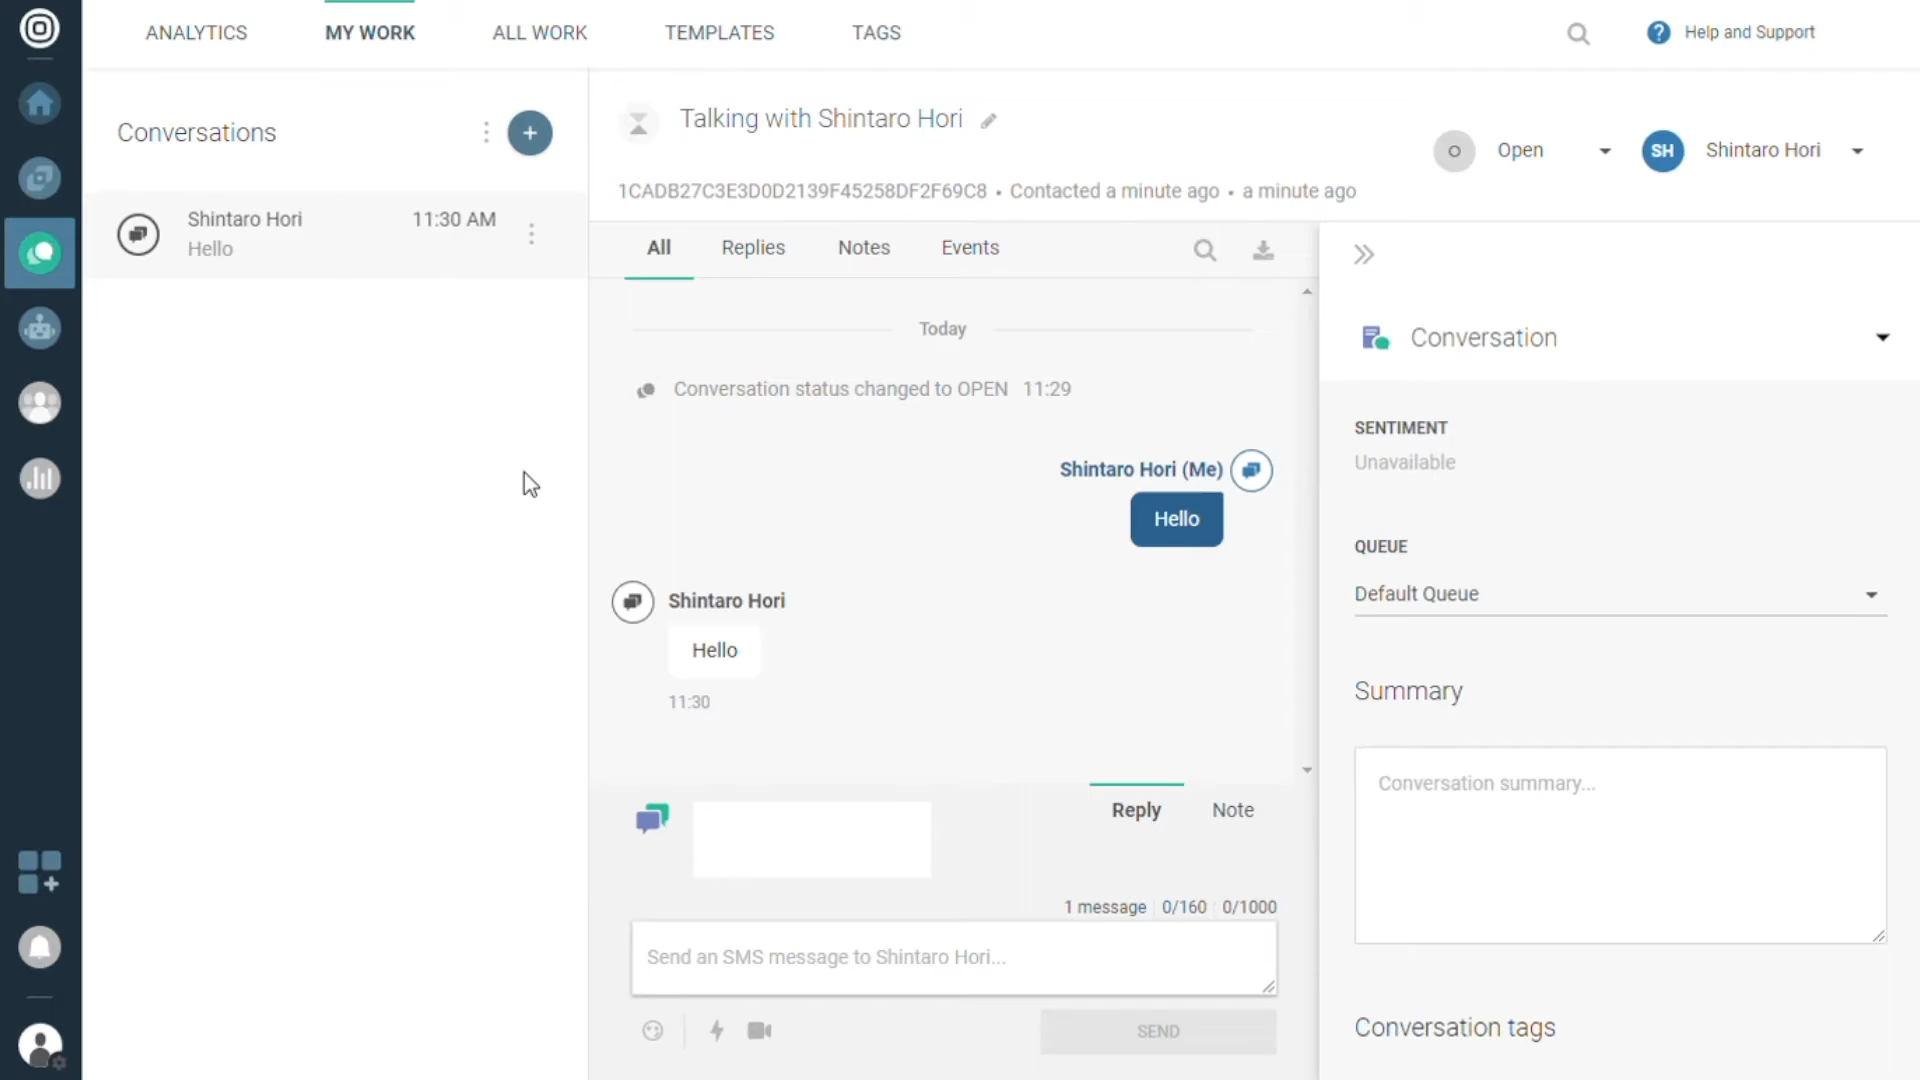 ANALYTICS
MY WORK
ALL WORK
TEMPLATES
TAGS
? Help and Support
Conversations
+
Shintaro Hori 11:30 AM
Hello
Talking with Shintaro Hori
Open
SH Shintaro Hori
1CADB27C3E3D0D2139F45258DF2F69C8 • Contacted a minute ago • a minute ago
All
Replies
Notes
Events
Today
Conversation status changed to OPEN 11:29
Shintaro Hori (Me)
Hello
Shintaro Hori
Hello
11:30
Reply
Note
1 message 0/160 0/1000
Send an SMS message to Shintaro Hori...
SEND
Conversation
SENTIMENT
Unavailable
QUEUE
Default Queue
Summary
Conversation summary...
Conversation tags